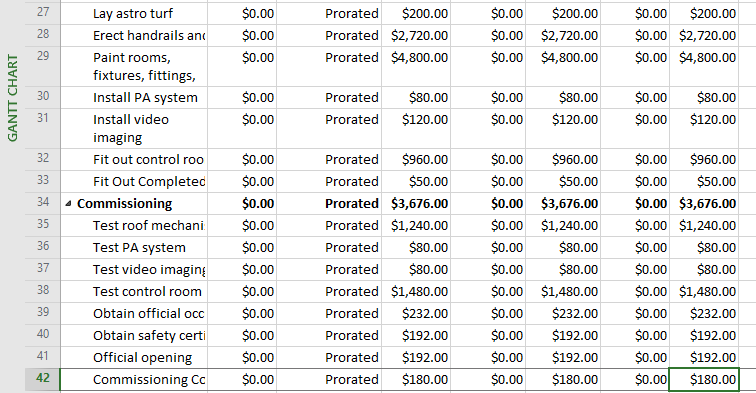 GANTT CHART
27 Lay astro turf $0.00 Prorated $200.00 $0.00 $200.00 $0.00 $200.00
28 Erect handrails $0.00 Prorated $2,720.00 $0.00 $2,720.00 $0.00 $2,720.00
29 Paint rooms, $0.00 Prorated $4,800.00 $0.00 $4,800.00 $0.00 $4,800.00
fixtures, fittings,
30 Install PA system $0.00 Prorated $80.00 $0.00 $80.00 $0.00 $80.00
31 Install video $0.00 Prorated $120.00 $0.00 $120.00 $0.00 $120.00
imaging
32 Fit out control roo $0.00 Prorated $960.00 $0.00 $960.00 $0.00 $960.00
33 Fit Out Completed $0.00 Prorated $50.00 $0.00 $50.00 $0.00 $50.00
34 Commissioning $0.00 Prorated $3,676.00 $0.00 $3,676.00 $0.00 $3,676.00
35 Test roof mechani $0.00 Prorated $1,240.00 $0.00 $1,240.00 $0.00 $1,240.00
36 Test PA system $0.00 Prorated $80.00 $0.00 $80.00 $0.00 $80.00
37 Test video imaging $0.00 Prorated $80.00 $0.00 $80.00 $0.00 $80.00
38 Test control room $0.00 Prorated $1,480.00 $0.00 $1,480.00 $0.00 $1,480.00
39 Obtain official occ $0.00 Prorated $232.00 $0.00 $232.00 $0.00 $232.00
40 Obtain safety certi $0.00 Prorated $192.00 $0.00 $192.00 $0.00 $192.00
41 Official opening $0.00 Prorated $192.00 $0.00 $192.00 $0.00 $192.00
42 Commissioning Co $0.00 Prorated $180.00 $0.00 $180.00 $0.00 $180.00